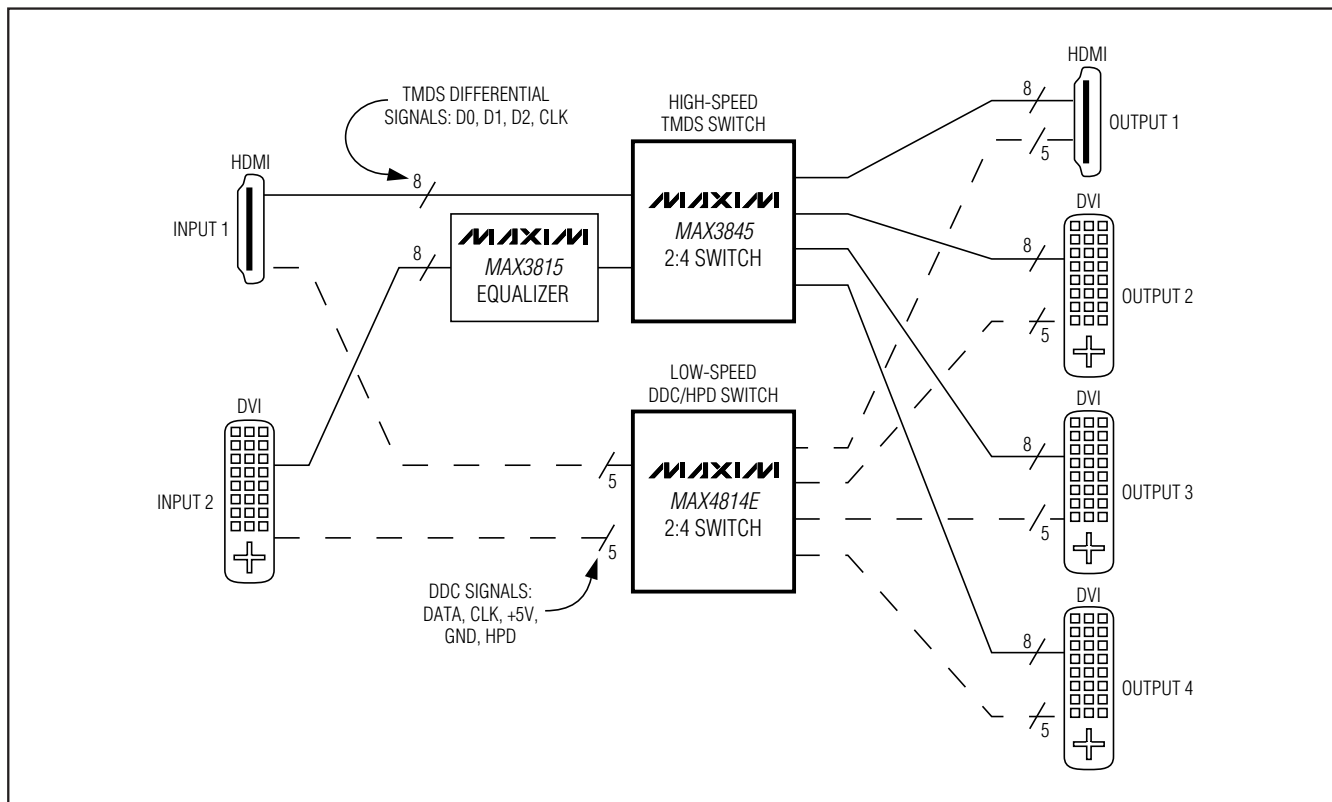 TMDS DIFFERENTIAL
SIGNALS: D0, D1, D2, CLK
HDMI
INPUT 1
8
8
MAXIM
MAX3815
EQUALIZER
HIGH-SPEED
TMDS SWITCH
MAXIM
MAX3845
2:4 SWITCH
HDMI
8
5
OUTPUT 1
DVI
8
5
OUTPUT 2
DVI
INPUT 2
5
5
DDC SIGNALS:
DATA, CLK, +5V,
GND, HPD
LOW-SPEED
DDC/HPD SWITCH
MAXIM
MAX4814E
2:4 SWITCH
DVI
8
5
OUTPUT 3
DVI
8
5
OUTPUT 4